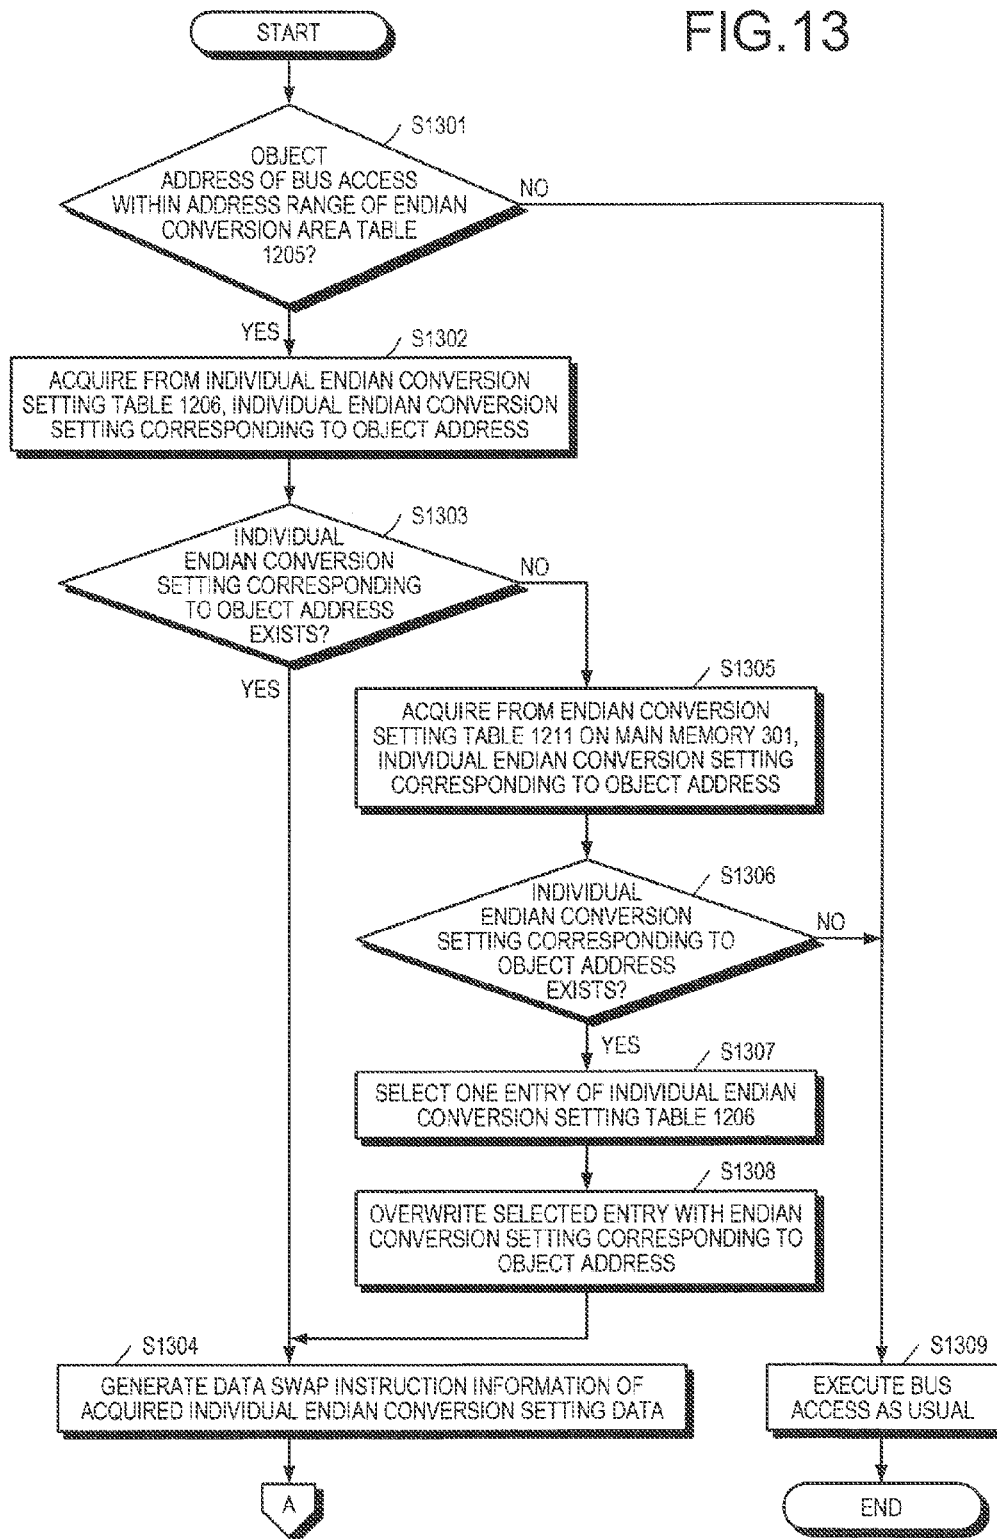 FIG.13
START
S1301
OBJECT
ADDRESS OF BUS ACCESS
WITHIN ADDRESS RANGE OF ENDIAN
CONVERSION AREA TABLE
1205?
NO
YES
S1302
ACQUIRE FROM INDIVIDUAL ENDIAN CONVERSION
SETTING TABLE 1206, INDIVIDUAL ENDIAN CONVERSION
SETTING CORRESPONDING TO OBJECT ADDRESS
S1303
INDIVIDUAL
ENDIAN CONVERSION
SETTING CORRESPONDING
TO OBJECT ADDRESS
EXISTS?
NO
YES
S1305
ACQUIRE FROM ENDIAN CONVERSION
SETTING TABLE 1211 ON MAIN MEMORY 301,
INDIVIDUAL ENDIAN CONVERSION SETTING
CORRESPONDING TO OBJECT ADDRESS
S1306
INDIVIDUAL
ENDIAN CONVERSION
SETTING CORRESPONDING TO
OBJECT ADDRESS
EXISTS?
NO
YES
S1307
SELECT ONE ENTRY OF INDIVIDUAL ENDIAN
CONVERSION SETTING TABLE 1206
S1308
OVERWRITE SELECTED ENTRY WITH ENDIAN
CONVERSION SETTING CORRESPONDING TO
OBJECT ADDRESS
S1304
GENERATE DATA SWAP INSTRUCTION INFORMATION OF
ACQUIRED INDIVIDUAL ENDIAN CONVERSION SETTING DATA
A
S1309
EXECUTE BUS
ACCESS AS USUAL
END